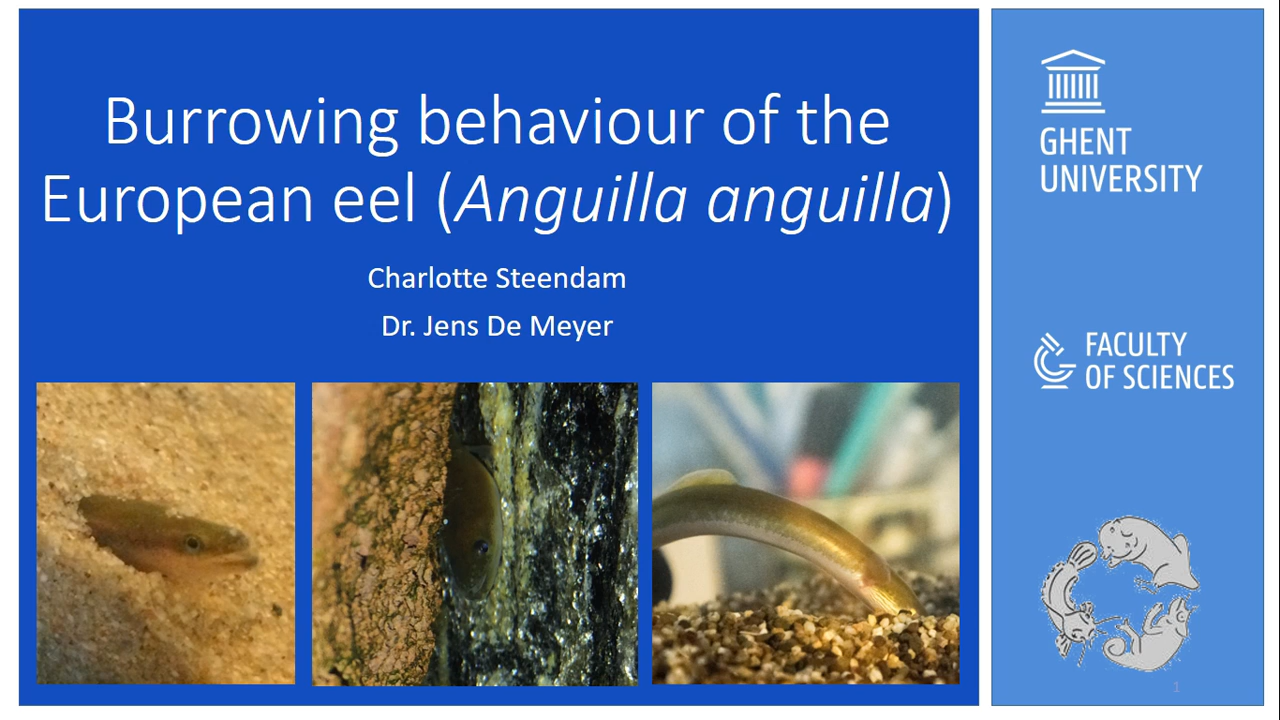 Burrowing behaviour of the
European eel (Anguilla anguilla)
Charlotte Steendam
Dr. Jens De Meyer
GHENT
UNIVERSITY
FACULTY
OF SCIENCES
1